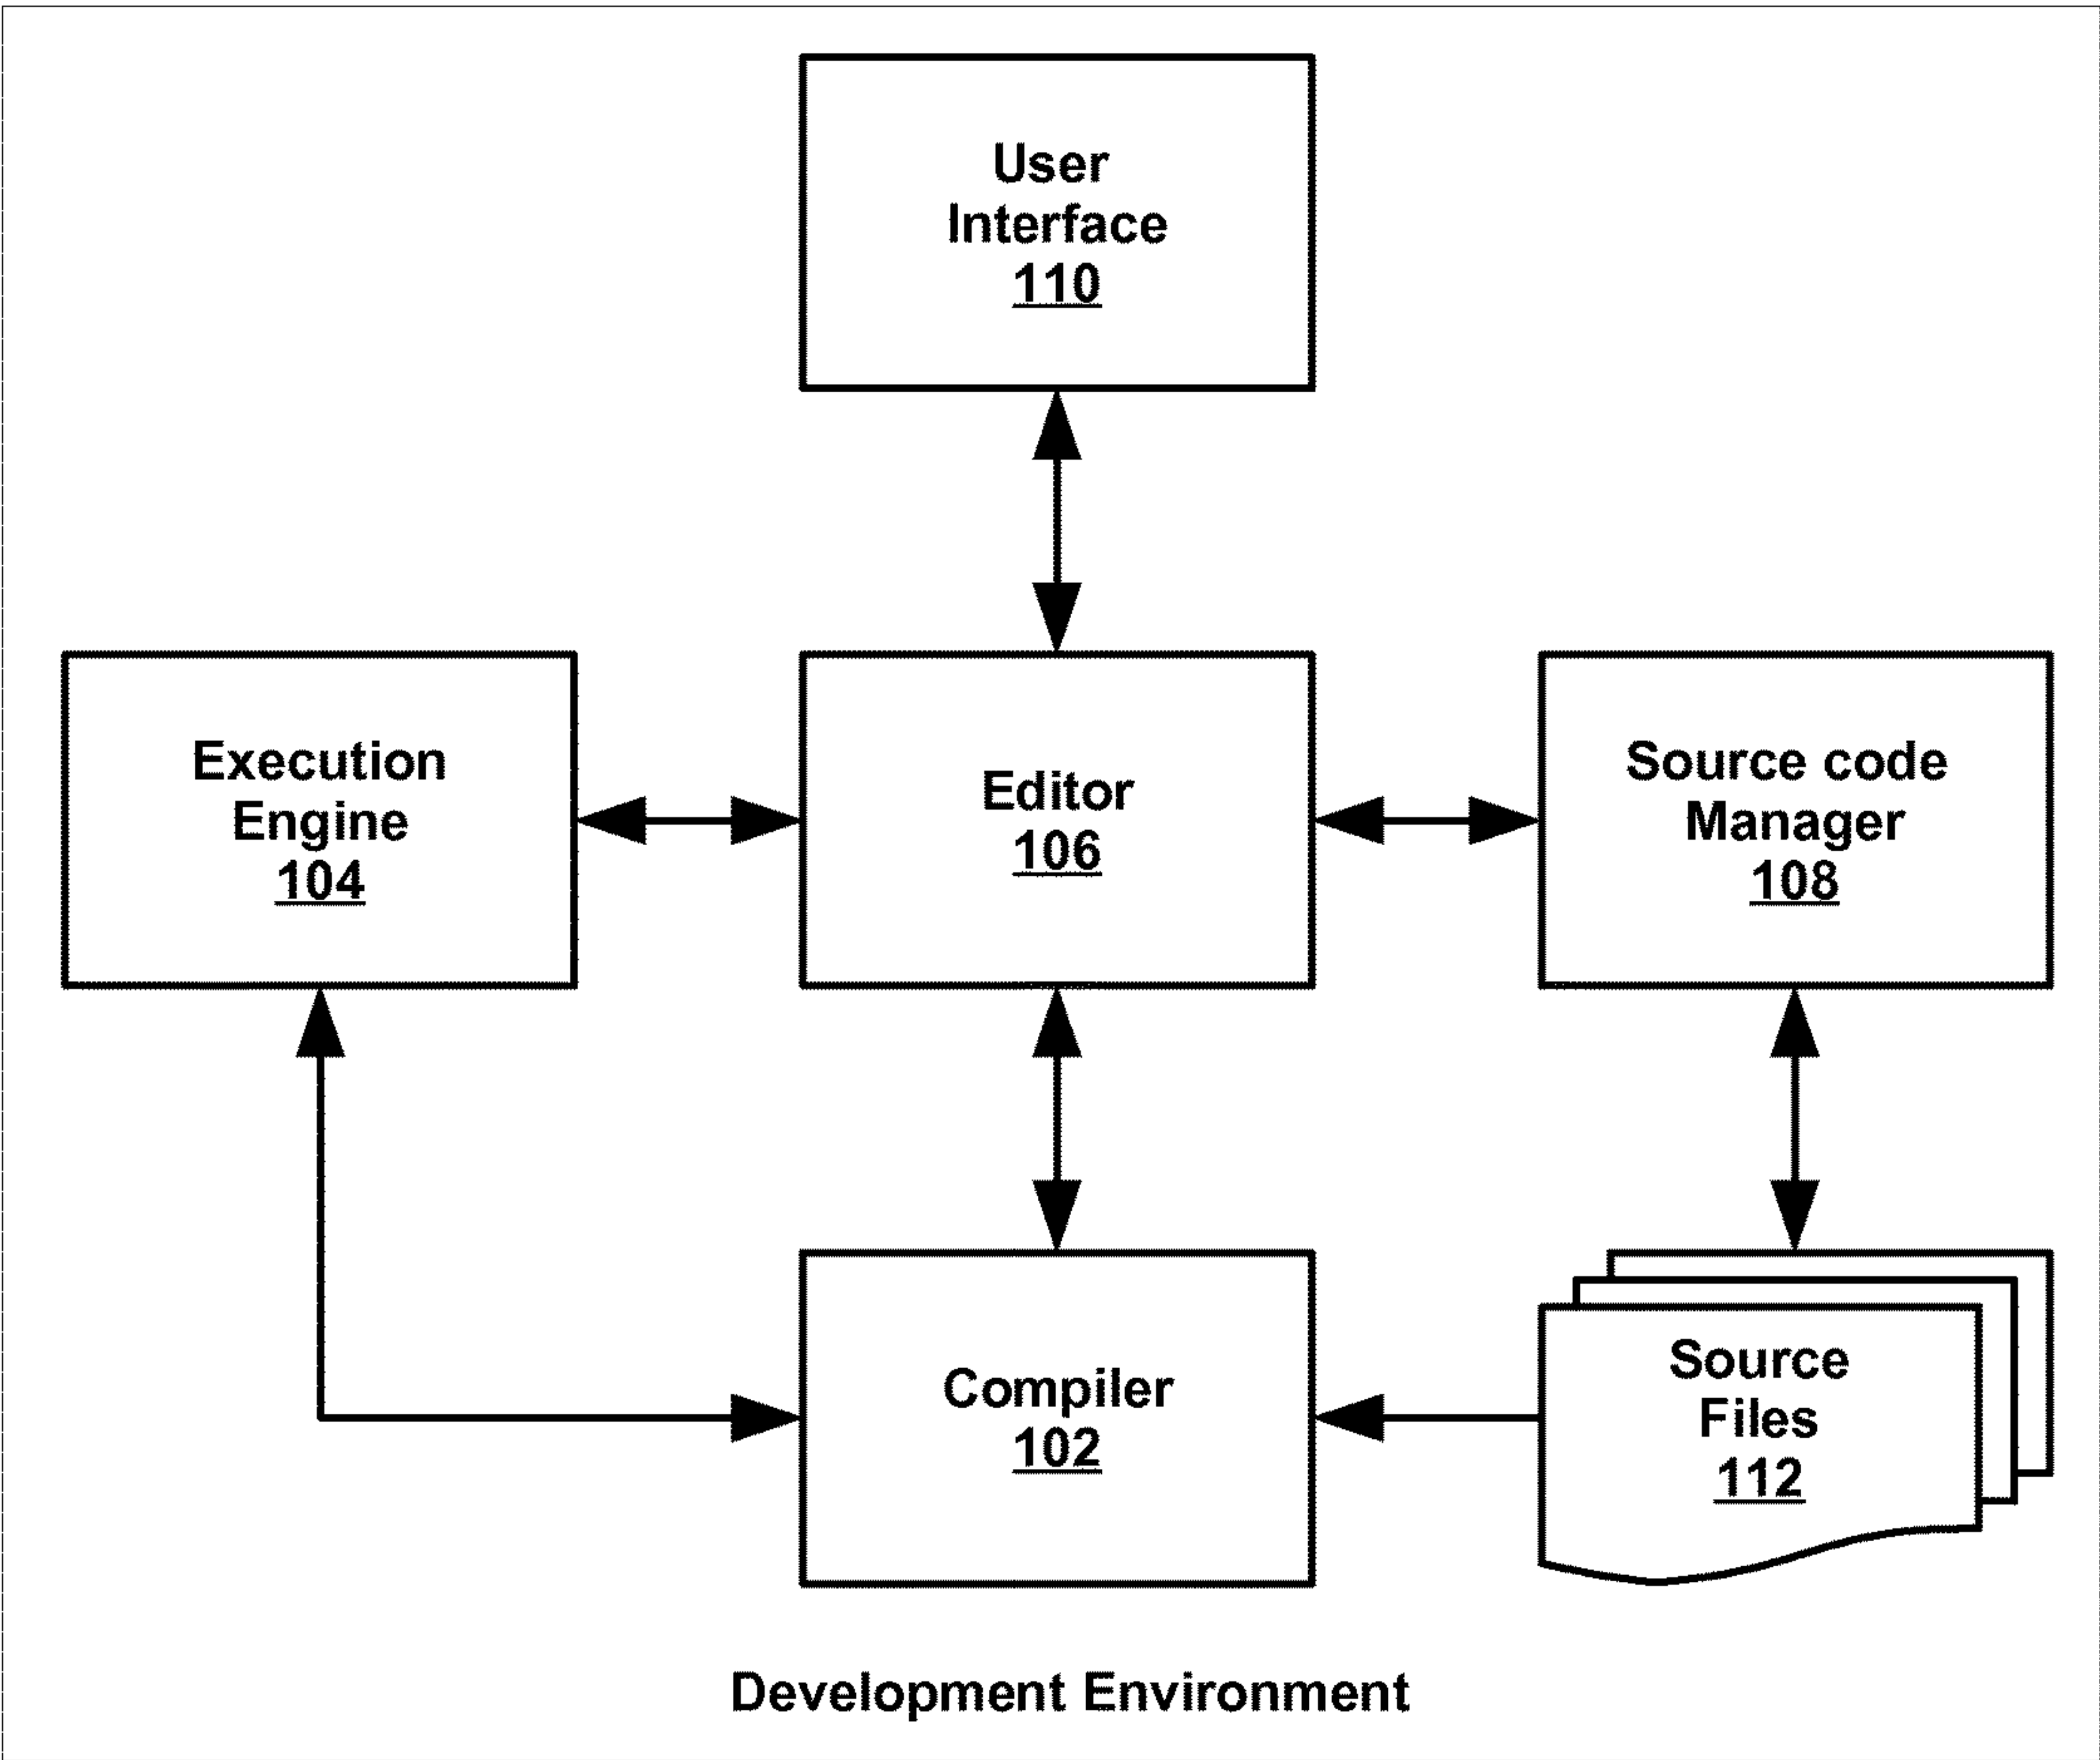 User
Interface
110
Execution
Engine
104
Editor
106
Source code
Manager
108
Compiler
102
Source
Files
112
Development Environment